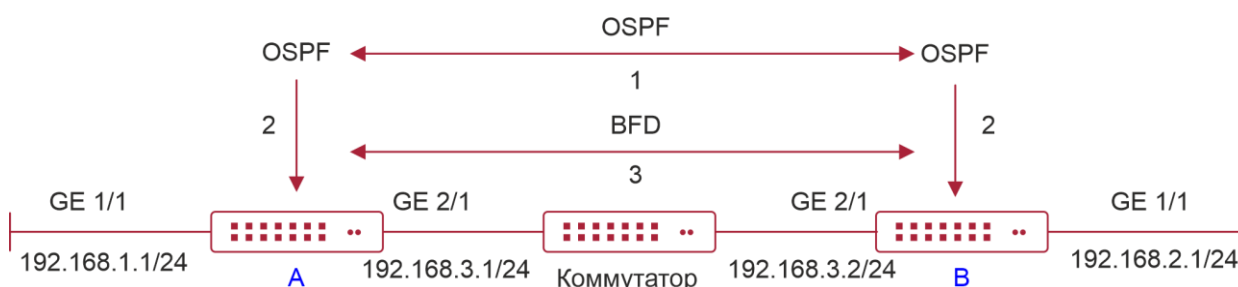 OSPF
OSPF OSPF
1
2 BFD 2
3
GE 1/1 GE 2/1 GE 2/1 GE 1/1
192.168.1.1/24 192.168.3.1/24 192.168.3.2/24 192.168.2.1/24
A Коммутатор B